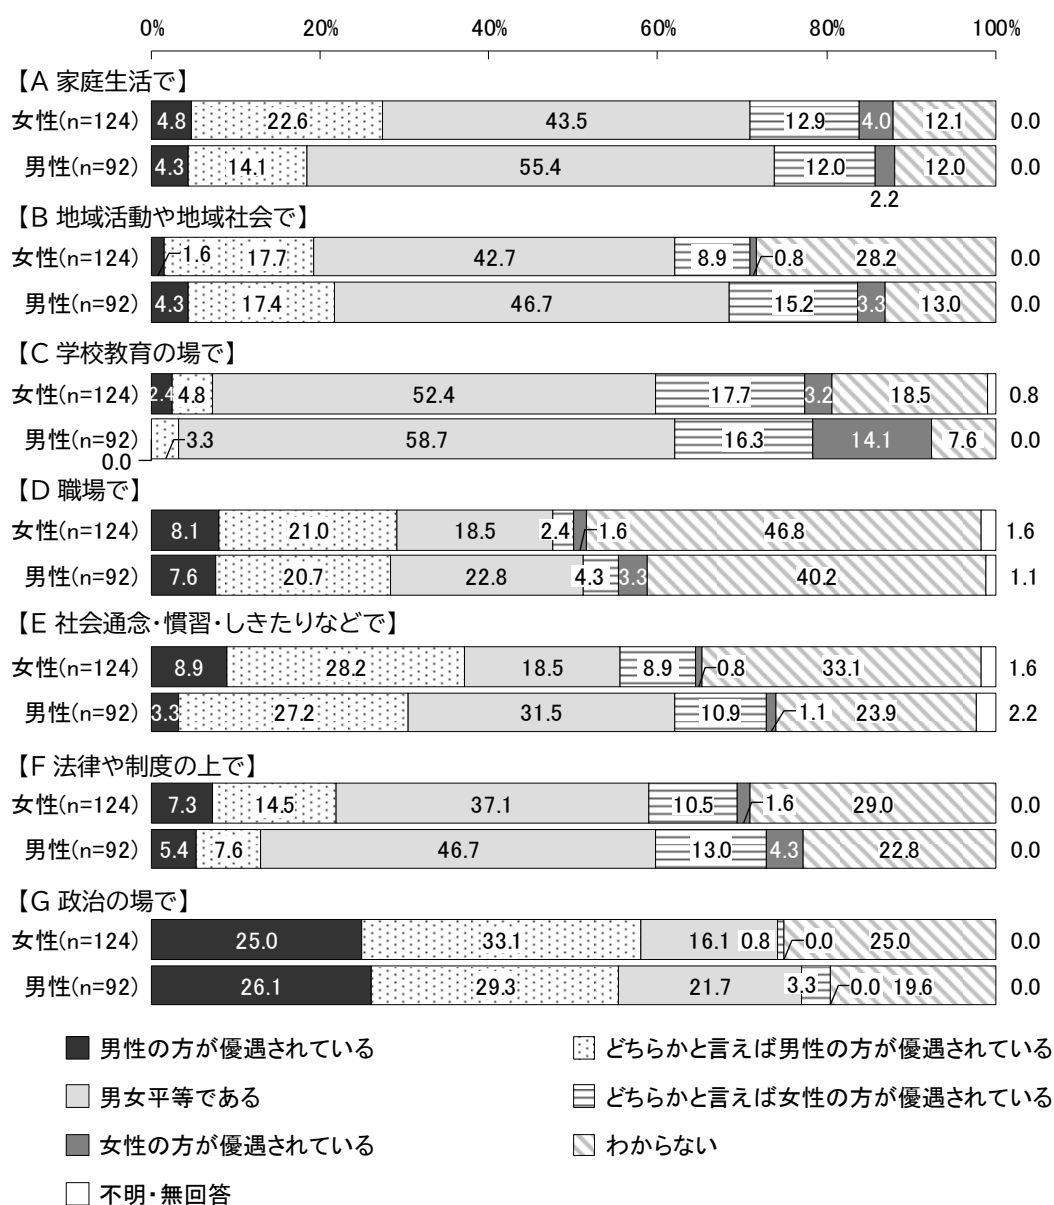 0% 20% 40% 60% 80% 100%
【A 家庭生活で】
女性(n=124) 4.8 22.6 43.5 12.9 4.0 12.1 0.0
男性(n=92) 4.3 14.1 55.4 12.0 2.2 12.0 0.0
【B 地域活動や地域社会で】
女性(n=124) 1.6 17.7 42.7 8.9 0.8 28.2 0.0
男性(n=92) 4.3 17.4 46.7 15.2 3.3 13.0 0.0
【C 学校教育の場で】
女性(n=124) 2.4 4.8 52.4 17.7 3.2 18.5 0.8
男性(n=92) 0.0 3.3 58.7 16.3 14.1 7.6 0.0
【D 職場で】
女性(n=124) 8.1 21.0 18.5 2.4 1.6 46.8 1.6
男性(n=92) 7.6 20.7 22.8 4.3 3.3 40.2 1.1
【E 社会通念・慣習・しきたりなどで】
女性(n=124) 8.9 28.2 18.5 8.9 0.8 33.1 1.6
男性(n=92) 3.3 27.2 31.5 10.9 1.1 23.9 2.2
【F 法律や制度の上で】
女性(n=124) 7.3 14.5 37.1 10.5 1.6 29.0 0.0
男性(n=92) 5.4 7.6 46.7 13.0 4.3 22.8 0.0
【G 政治の場で】
女性(n=124) 25.0 33.1 16.1 0.8 0.0 25.0 0.0
男性(n=92) 26.1 29.3 21.7 3.3 0.0 19.6 0.0
男性の方が優遇されている どちらかと言えば男性の方が優遇されている
男女平等である どちらかと言えば女性の方が優遇されている
女性の方が優遇されている わからない
不明・無回答